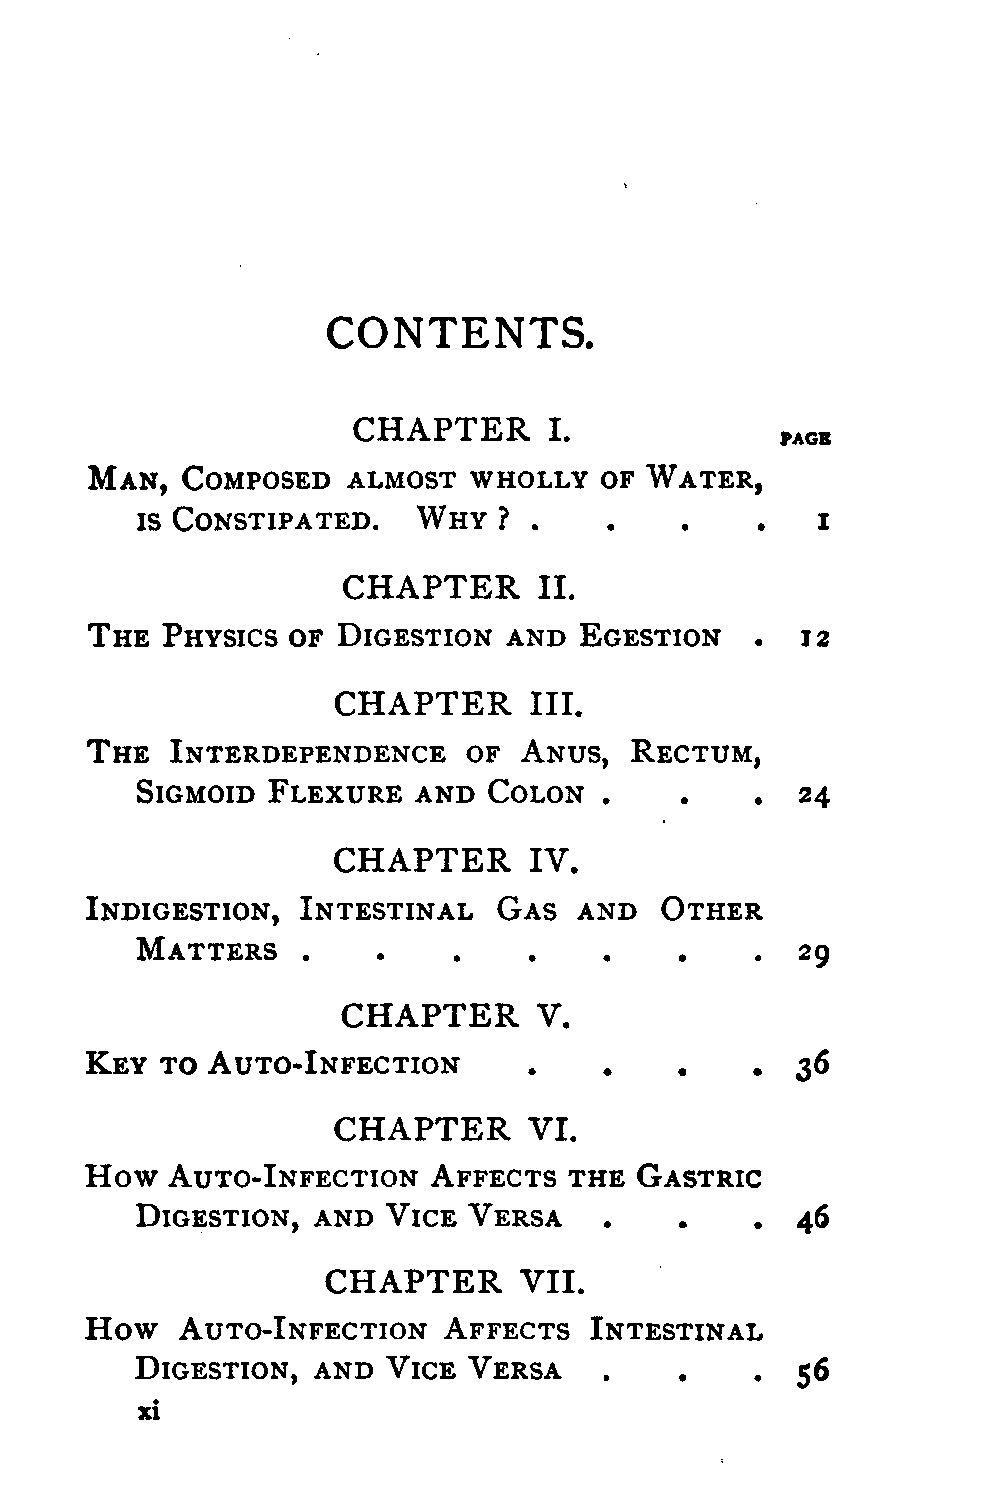 CONTENTS.
CHAPTER I.
PAGE
Man, Composed almost wholly of Water,
is Constipated. Why ? . . . . 1
CHAPTER II.
The Physics of Digestion and Egestion . 12
CHAPTER III.
The Interdependence of Anus, Rectum,
Sigmoid Flexure and Colon . . . 24
CHAPTER IV.
Indigestion, Intestinal Gas and Other
Matters . . . . . . . 29
CHAPTER V.
Key to Auto-Infection . . . . 36
CHAPTER VI.
How Auto-Infection Affects the Gastric
Digestion, and Vice Versa . . . 46
CHAPTER VII.
How Auto-Infection Affects Intestinal
Digestion, and Vice Versa . . . 56
xi